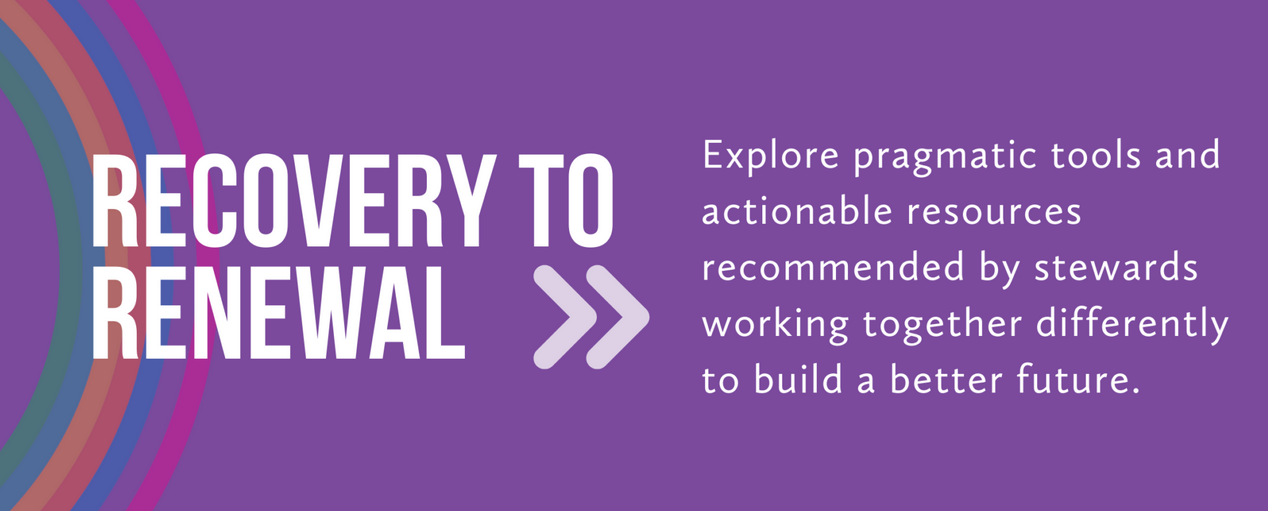 RECOVERY TO
RENEWAL
Explore pragmatic tools and
actionable resources
recommended by stewards
working together differently
to build a better future.